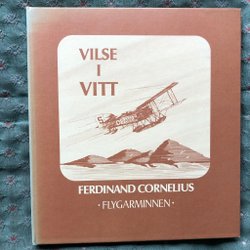 VILSE
I
VITT
FERDINAND CORNELIUS
· FLYGARMINNEN ·